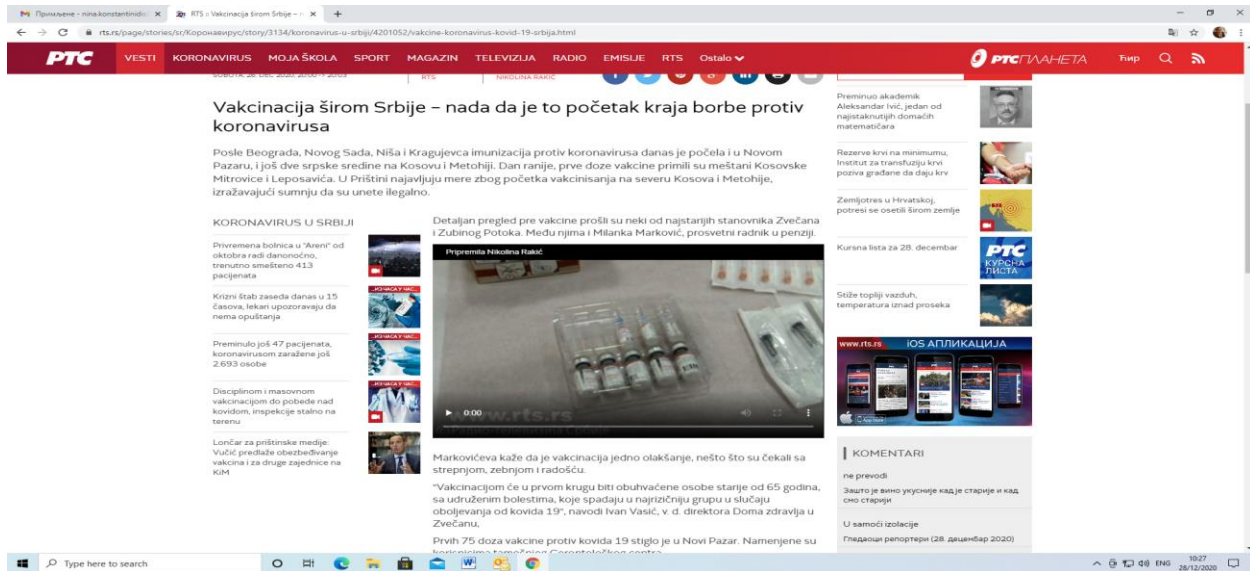 Примљене - nina.konstantinidi
RTS :: Vakcinacija širom Srbije – n
rts.rs/page/stories/sr/Коронавирус/story/3134/koronavirus-u-srbiji/4201052/vakcine-koronavirus-kovid-19-srbija.html
РТС VESTI KORONAVIRUS MOJA ŠKOLA SPORT MAGAZIN TELEVIZIJA RADIO EMISIJE RTS Ostalo РТС ПЛАНЕТА Ћир
RTS NIKOLINA RAKIĆ
Vakcinacija širom Srbije – nada da je to početak kraja borbe protiv
koronavirusa
Posle Beograda, Novog Sada, Niša i Kragujevca imunizacija protiv koronavirusa danas je počela i u Novom
Pazaru, i još dve srpske sredine na Kosovu i Metohiji. Dan ranije, prve doze vakcine primili su meštani Kosovske
Mitrovice i Leposavića. U Prištini najavljuju mere zbog početka vakcinisanja na severu Kosova i Metohije,
izražavajući sumnju da su unete ilegalno.
KORONAVIRUS U SRBIJI
Privremena bolnica u "Areni" od
oktobra radi danonoćno,
trenutno smešteno 413
pacijenata
Krizni štab zaseda danas u 15
časova, lekari upozoravaju da
nema opuštanja
Preminulo još 47 pacijenata,
koronavirusom zaražene još
2.693 osobe
Disciplinom i masovnom
vakcinacijom do pobede nad
kovidom, inspekcije stalno na
terenu
Lončar za prištinske medije:
Vučić predlaže obezbeđivanje
vakcina i za druge zajednice na
KiM
Detaljan pregled pre vakcine prošli su neki od najstarijih stanovnika Zvečana
i Zubinog Potoka. Među njima i Milanka Marković, prosvetni radnik u penziji.
Pripremila Nikolina Rakić
www.rts.rs
0:00
Markovićeva kaže da je vakcinacija jedno olakšanje, nešto što su čekali sa
strepnjom, zebnjom i radošću.
"Vakcinacijom će u prvom krugu biti obuhvaćene osobe starije od 65 godina,
sa udruženim bolestima, koje spadaju u najrizičniju grupu u slučaju
oboljevanja od kovida 19", navodi Ivan Vasić, v. d. direktora Doma zdravlja u
Zvečanu,
Prvih 75 doza vakcine protiv kovida 19 stiglo je u Novi Pazar. Namenjene su
korisnicima tamošnjeg Gerontološkog centra
Preminuo akademik
Aleksandar Ivić, jedan od
najistaknutijih domaćih
matematičara
Rezerve krvi na minimumu,
Institut za transfuziju krvi
poziva građane da daju krv
Zemljotres u Hrvatskoj,
potresi se osetili širom zemlje
Kursna lista za 28. decembar
РТС
КУРСНА
ЛИСТА
Stiže topliji vazduh,
temperatura iznad proseka
www.rts.rs iOS АПЛИКАЦИЈА
App Store
KOMENTARI
ne prevodi
Зашто је вино укусније кад је старије и кад
смо старији
U samoći izolacije
Гледаоци репортери (28. децембар 2020)
Type here to search
ENG
10:27
28/12/2020